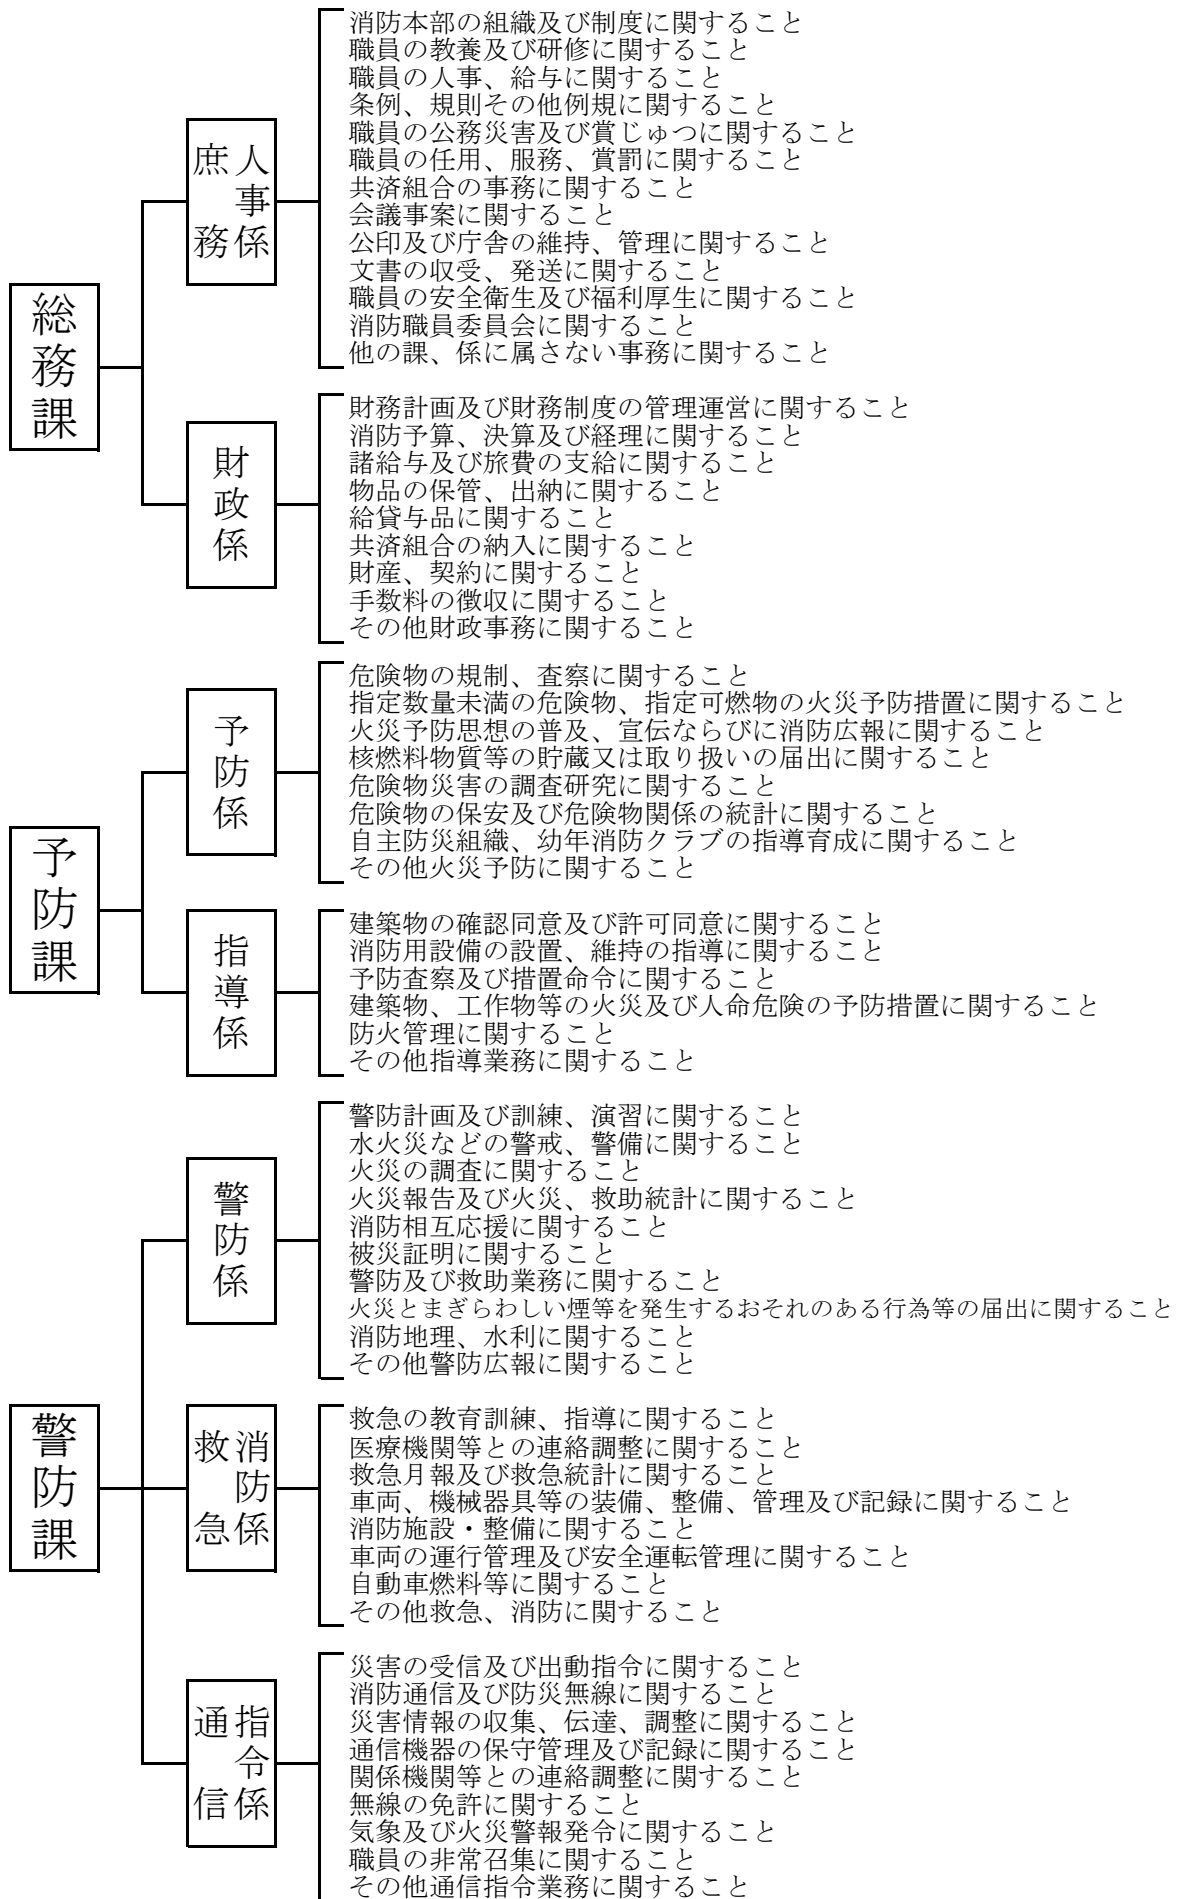 総務課
庶務
人事係
消防本部の組織及び制度に関すること
職員の教養及び研修に関すること
職員の人事、給与に関すること
条例、規則その他例規に関すること
職員の公務災害及び賞じゅつに関すること
職員の任用、服務、賞罰に関すること
共済組合の事務に関すること
会議事案に関すること
公印及び庁舎の維持、管理に関すること
文書の収受、発送に関すること
職員の安全衛生及び福利厚生に関すること
消防職員委員会に関すること
他の課、係に属さない事務に関すること
財政係
財務計画及び財務制度の管理運営に関すること
消防予算、決算及び経理に関すること
諸給与及び旅費の支給に関すること
物品の保管、出納に関すること
給貸与品に関すること
共済組合の納入に関すること
財産、契約に関すること
手数料の徴収に関すること
その他財政事務に関すること
予防課
予防係
危険物の規制、査察に関すること
指定数量未満の危険物、指定可燃物の火災予防措置に関すること
火災予防思想の普及、宣伝ならびに消防広報に関すること
核燃料物質等の貯蔵又は取り扱いの届出に関すること
危険物災害の調査研究に関すること
危険物の保安及び危険物関係の統計に関すること
自主防災組織、幼年消防クラブの指導育成に関すること
その他火災予防に関すること
指導係
建築物の確認同意及び許可同意に関すること
消防用設備の設置、維持の指導に関すること
予防査察及び措置命令に関すること
建築物、工作物等の火災及び人命危険の予防措置に関すること
防火管理に関すること
その他指導業務に関すること
警防課
警防係
警防計画及び訓練、演習に関すること
水火災などの警戒、警備に関すること
火災の調査に関すること
火災報告及び火災、救助統計に関すること
消防相互応援に関すること
被災証明に関すること
警防及び救助業務に関すること
火災とまぎらわしい煙等を発生するおそれのある行為等の届出に関すること
消防地理、水利に関すること
その他警防広報に関すること
救急
消防係
救急の教育訓練、指導に関すること
医療機関等との連絡調整に関すること
救急月報及び救急統計に関すること
車両、機械器具等の装備、整備、管理及び記録に関すること
消防施設・整備に関すること
車両の運行管理及び安全運転管理に関すること
自動車燃料等に関すること
その他救急、消防に関すること
通信
指令係
災害の受信及び出動指令に関すること
消防通信及び防災無線に関すること
災害情報の収集、伝達、調整に関すること
通信機器の保守管理及び記録に関すること
関係機関等との連絡調整に関すること
無線の免許に関すること
気象及び火災警報発令に関すること
職員の非常召集に関すること
その他通信指令業務に関すること